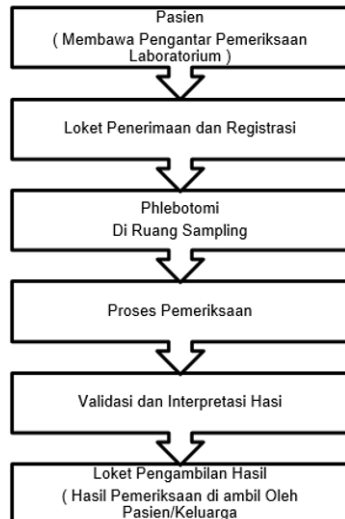 Pasien
( Membawa Pengantar Pemeriksaan
Laboratorium )
Loket Penerimaan dan Registrasi
Phlebotomi
Di Ruang Sampling
Proses Pemeriksaan
Validasi dan Interpretasi Hasi
Loket Pengambilan Hasil
( Hasil Pemeriksaan di ambil Oleh
Pasien/Keluarga